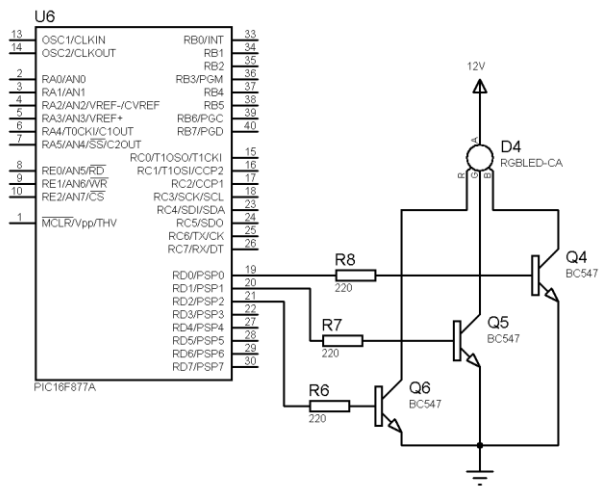 U6
13 OSC1/CLKIN RB0/INT 33
14 OSC2/CLKOUT RB1 34
RB2 35
2 RA0/AN0 RB3/PGM 36
3 RA1/AN1 RB4 37
4 RA2/AN2/VREF-/CVREF RB5 38
5 RA3/AN3/VREF+ RB6/PGC 39
6 RA4/T0CKI/C1OUT RB7/PGD 40
7 RA5/AN4/SS/C2OUT
RC0/T1OSO/T1CKI 15
8 RE0/AN5/RD RC1/T1OSI/CCP2 16
9 RE1/AN6/WR RC2/CCP1 17
10 RE2/AN7/CS RC3/SCK/SCL 18
RC4/SDI/SDA 23
1 MCLR/Vpp/THV RC5/SDO 24
RC6/TX/CK 25
RC7/RX/DT 26
RD0/PSP0 19
RD1/PSP1 20
RD2/PSP2 21
RD3/PSP3 22
RD4/PSP4 27
RD5/PSP5 28
RD6/PSP6 29
RD7/PSP7 30
PIC16F877A
12V
A
D4
RGBLED-CA
R G B
R8
220
Q4
BC547
R7
220
Q5
BC547
R6
220
Q6
BC547